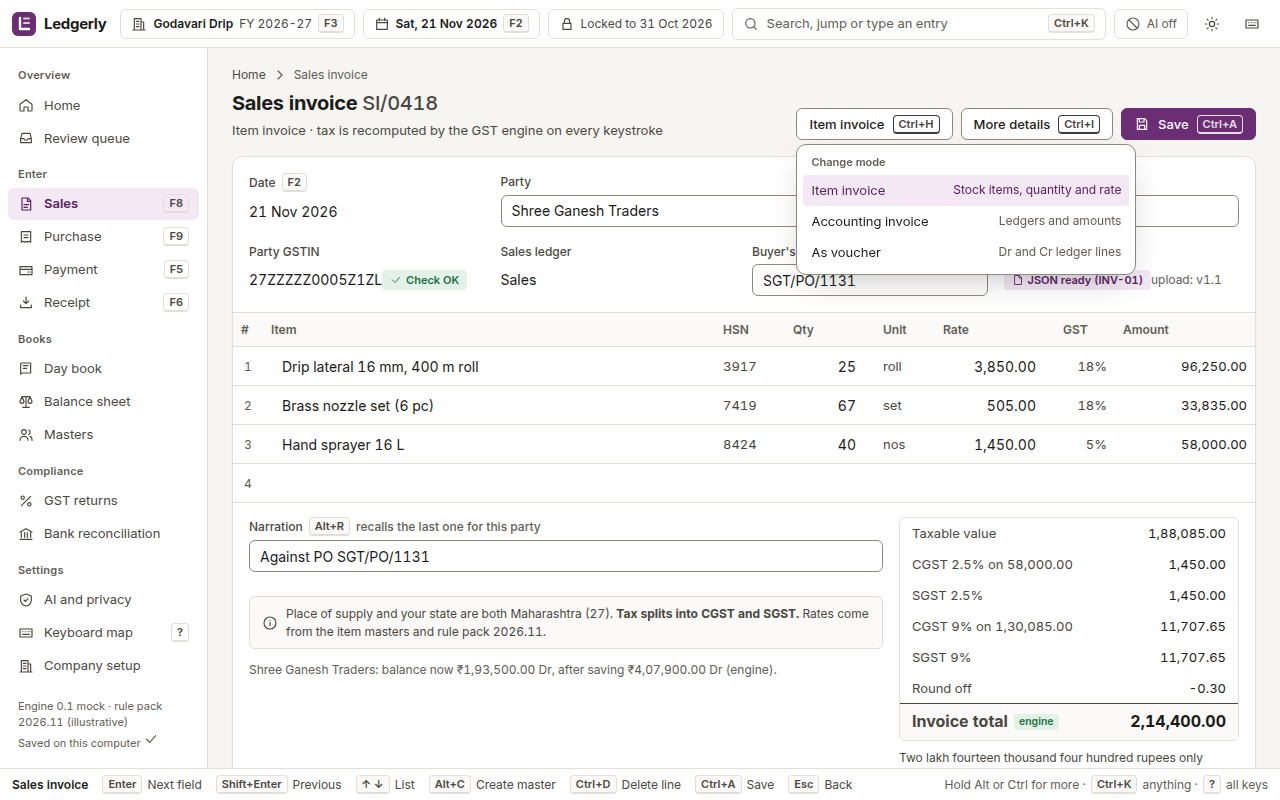 Ledgerly
Godavari Drip FY 2026-27 F3
Sat, 21 Nov 2026 F2
Locked to 31 Oct 2026
Search, jump or type an entry Ctrl+K
AI off
Overview
Home
Review queue
Enter
Sales F8
Purchase F9
Payment F5
Receipt F6
Books
Day book
Balance sheet
Masters
Compliance
GST returns
Bank reconciliation
Settings
AI and privacy
Keyboard map ?
Company setup
Engine 0.1 mock · rule pack
2026.11 (illustrative)
Saved on this computer
Home Sales invoice
Sales invoice SI/0418
Item invoice · tax is recomputed by the GST engine on every keystroke
Item invoice Ctrl+H
More details Ctrl+I
Save Ctrl+A
Change mode
Item invoice Stock items, quantity and rate
Accounting invoice Ledgers and amounts
As voucher Dr and Cr ledger lines
Date F2
21 Nov 2026
Party
Shree Ganesh Traders
Party GSTIN
27ZZZZZ0005Z1ZL Check OK
Sales ledger
Sales
Buyer's
SGT/PO/1131
JSON ready (INV-01) upload: v1.1
# Item HSN Qty Unit Rate GST Amount
1 Drip lateral 16 mm, 400 m roll 3917 25 roll 3,850.00 18% 96,250.00
2 Brass nozzle set (6 pc) 7419 67 set 505.00 18% 33,835.00
3 Hand sprayer 16 L 8424 40 nos 1,450.00 5% 58,000.00
4
Narration Alt+R recalls the last one for this party
Against PO SGT/PO/1131
Place of supply and your state are both Maharashtra (27). Tax splits into CGST and SGST. Rates come
from the item masters and rule pack 2026.11.
Shree Ganesh Traders: balance now ₹1,93,500.00 Dr, after saving ₹4,07,900.00 Dr (engine).
Taxable value 1,88,085.00
CGST 2.5% on 58,000.00 1,450.00
SGST 2.5% 1,450.00
CGST 9% on 1,30,085.00 11,707.65
SGST 9% 11,707.65
Round off -0.30
Invoice total engine 2,14,400.00
Two lakh fourteen thousand four hundred rupees only
Sales invoice Enter Next field Shift+Enter Previous ↑↓ List Alt+C Create master Ctrl+D Delete line Ctrl+A Save Esc Back Hold Alt or Ctrl for more · Ctrl+K anything · ? all keys